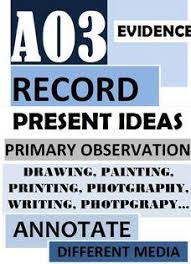 AO3
EVIDENCE
RECORD
PRESENT IDEAS
PRIMARY OBSERVATION
DRAWING, PAINTING,
PRINTING, PHOTGRAPHY,
WRITING, PHOTPGRAPY...
ANNOTATE
DIFFERENT MEDIA